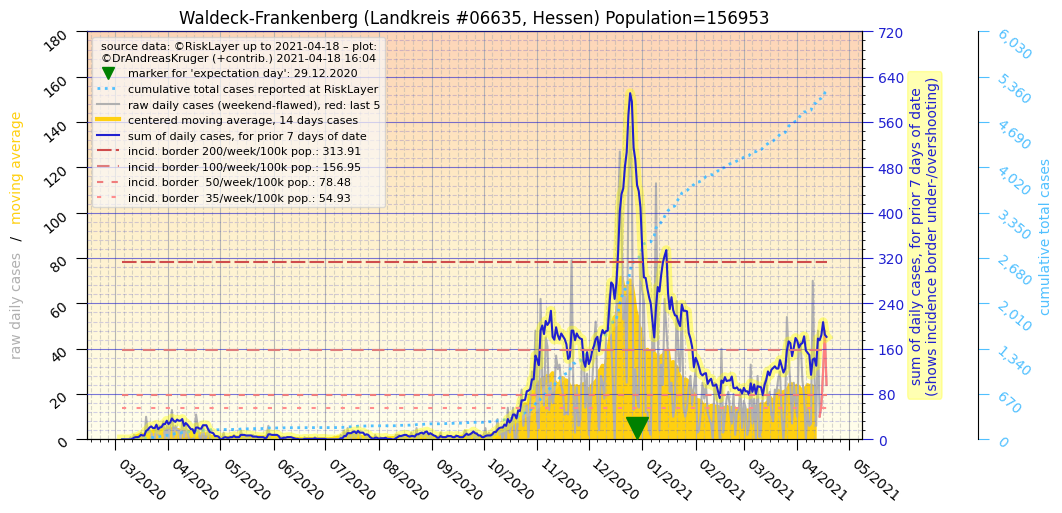 Waldeck-Frankenberg (Landkreis #06635, Hessen) Population=156953
source data: ©RiskLayer up to 2021-04-18 – plot:
©DrAndreasKruger (+contrib.) 2021-04-18 16:04
marker for 'expectation day': 29.12.2020
cumulative total cases reported at RiskLayer
raw daily cases (weekend-flawed), red: last 5
centered moving average, 14 days cases
sum of daily cases, for prior 7 days of date
incid. border 200/week/100k pop.: 313.91
incid. border 100/week/100k pop.: 156.95
incid. border  50/week/100k pop.: 78.48
incid. border  35/week/100k pop.: 54.93
raw daily cases  /  moving average
180
160
140
120
100
80
60
40
20
0
03/2020
04/2020
05/2020
06/2020
07/2020
08/2020
09/2020
10/2020
11/2020
12/2020
01/2021
02/2021
03/2021
04/2021
05/2021
720
640
560
480
400
320
240
160
80
0
sum of daily cases, for prior 7 days of date
(shows incidence border under-/overshooting)
6,030
5,360
4,690
4,020
3,350
2,680
2,010
1,340
670
0
cumulative total cases